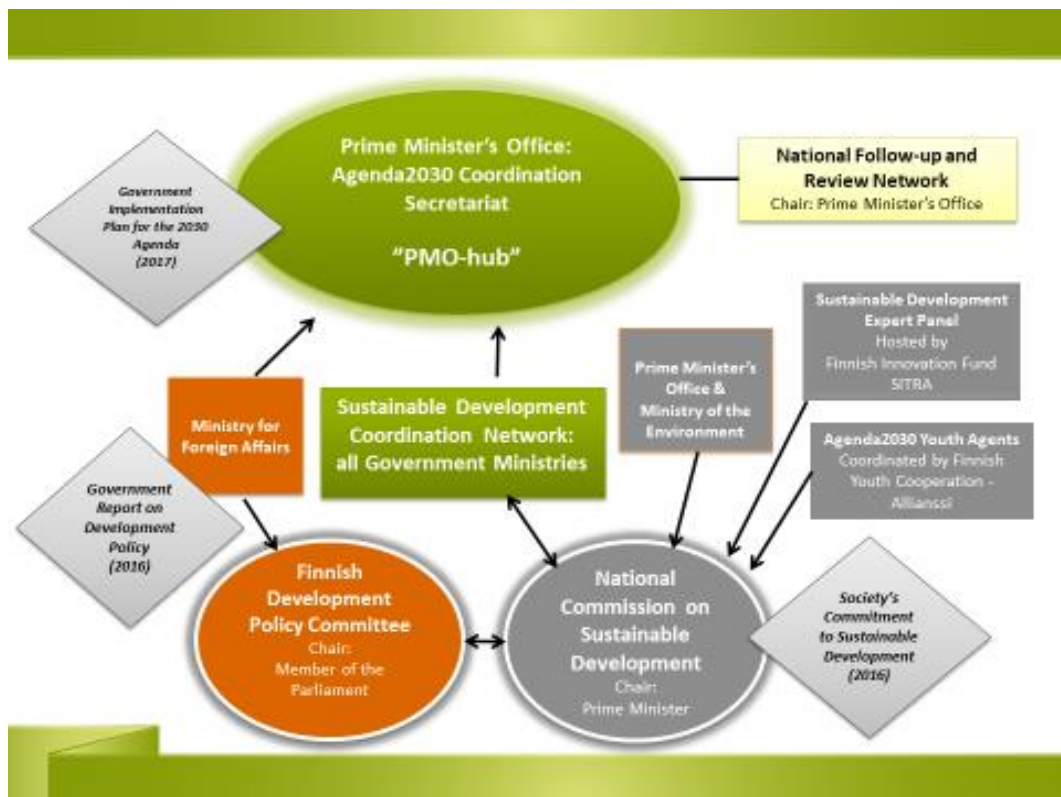 Prime Minister's Office:
Agenda2030 Coordination
Secretariat
"PMO-hub"
Government
Implementation
Plan for the 2030
Agenda
(2017)
National Follow-up and
Review Network
Chair: Prime Minister's Office
Sustainable Development
Expert Panel
Hosted by
Finnish Innovation Fund
SITRA
Prime Minister's
Office &
Ministry of the
Environment
Ministry for
Foreign Affairs
Sustainable Development
Coordination Network:
all Government Ministries
Agenda2030 Youth Agents
Coordinated by Finnish
Youth Cooperation -
Allianssi
Government
Report on
Development
Policy
(2016)
Finnish
Development
Policy Committee
Chair:
Member of the
Parliament
National
Commission on
Sustainable
Development
Chair:
Prime Minister
Society's
Commitment
to Sustainable
Development
(2016)